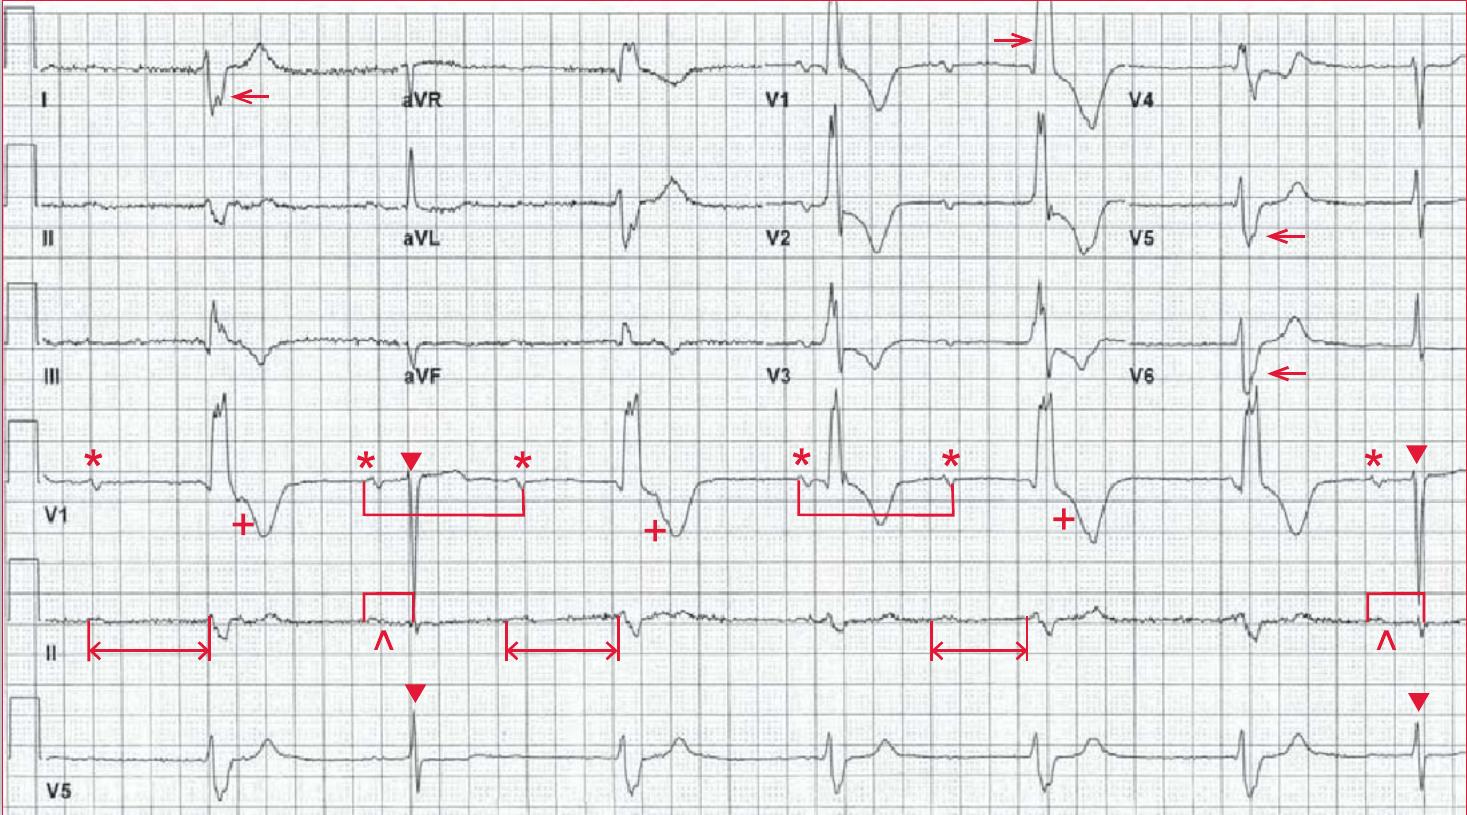 I aVR V1 V4
II aVL V2 V5
III aVF V3 V6
* * * * * *
V1
+ + +
II
^ ^
V5